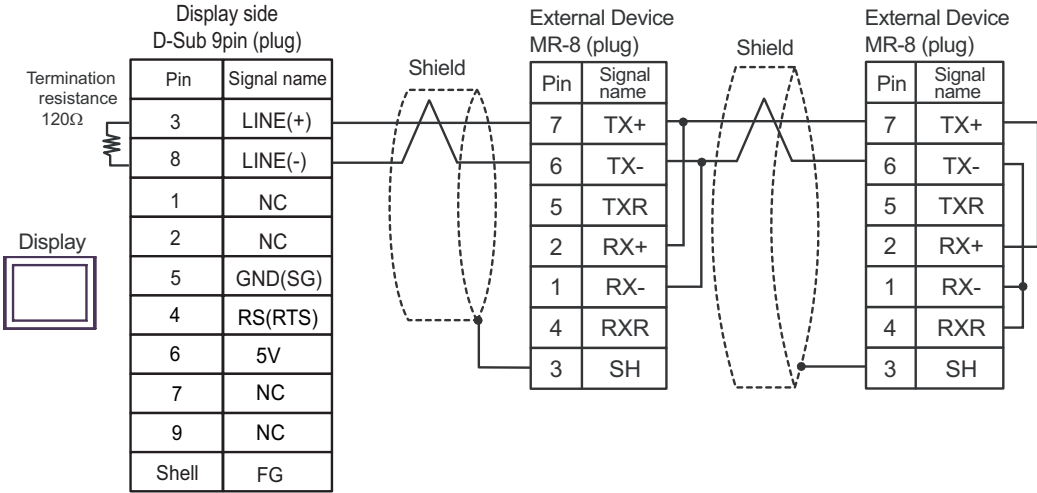 Display side
D-Sub 9pin (plug)
Termination
resistance
120Ω
Display
Pin Signal name
3 LINE(+)
8 LINE(-)
1 NC
2 NC
5 GND(SG)
4 RS(RTS)
6 5V
7 NC
9 NC
Shell FG
Shield
External Device
MR-8 (plug)
Pin Signal
name
7 TX+
6 TX-
5 TXR
2 RX+
1 RX-
4 RXR
3 SH
Shield
External Device
MR-8 (plug)
Pin Signal
name
7 TX+
6 TX-
5 TXR
2 RX+
1 RX-
4 RXR
3 SH